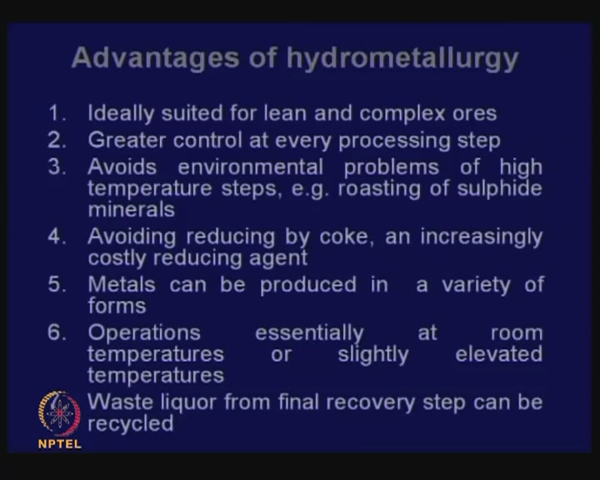 Advantages of hydrometallurgy
1. Ideally suited for lean and complex ores
2. Greater control at every processing step
3. Avoids environmental problems of high
temperature steps, e.g. roasting of sulphide
minerals
4. Avoiding reducing by coke, an increasingly
costly reducing agent
5. Metals can be produced in a variety of
forms
6. Operations essentially at room
temperatures or slightly elevated
temperatures
Waste liquor from final recovery step can be
recycled
NPTEL